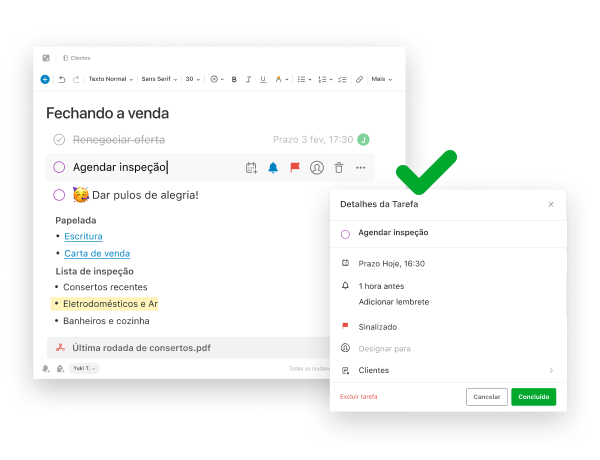 Clientes
Texto Normal
Sans Serif
30
B
I
U
A
Mais
Fechando a venda
Renegociar oferta
Prazo 3 fev, 17:30
J
Agendar inspeção
Dar pulos de alegria!
Papelada
Escritura
Carta de venda
Lista de inspeção
Consertos recentes
Eletrodomésticos e Ar
Banheiros e cozinha
Última rodada de consertos.pdf
Yuki T.
Todas as
Detalhes da Tarefa
Agendar inspeção
Prazo Hoje, 16:30
1 hora antes
Adicionar lembrete
Sinalizado
Designar para
Clientes
Excluir tarefa
Cancelar
Concluído